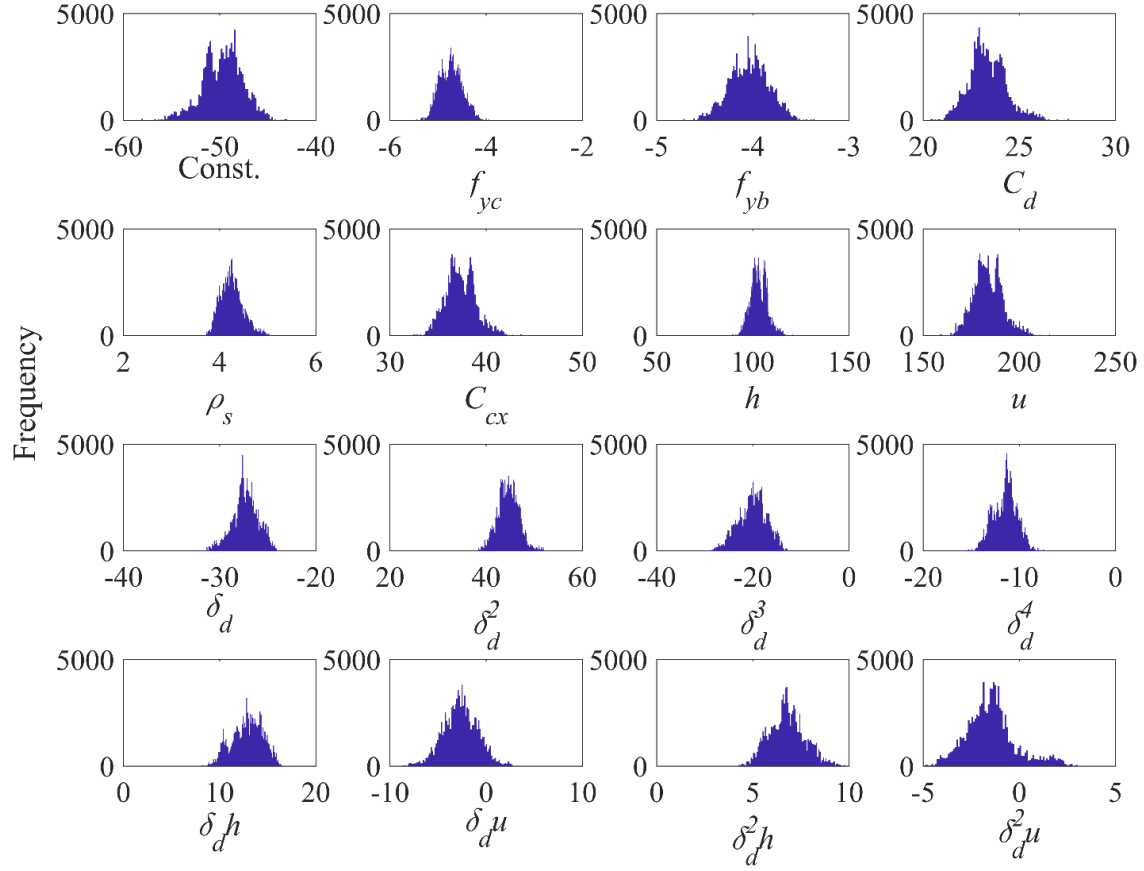 5000 5000 5000 5000
0 0 0 0
-60 -50 -40 -6 -4 -2 -5 -4 -3 20 25 30
Const. f_yc f_yb C_d
5000 5000 5000 5000
0 0 0 0
2 4 6 30 40 50 50 100 150 150 200 250
ρ_s C_cx h u
Frequency
5000 5000 5000 5000
0 0 0 0
-40 -30 -20 20 40 60 -40 -20 0 -20 -10 0
δ_d δ_d^2 δ_d^3 δ_d^4
5000 5000 5000 5000
0 0 0 0
0 10 20 -10 0 10 0 5 10 -5 0 5
δ_d h δ_d u δ_d^2 h δ_d^2 u